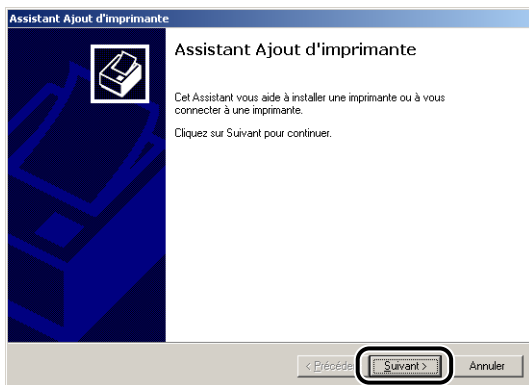 Assistant Ajout d'imprimante
Assistant Ajout d'imprimante
Cet Assistant vous aide à installer une imprimante ou à vous
connecter à une imprimante.
Cliquez sur Suivant pour continuer.
< Précéde Suivant > Annuler